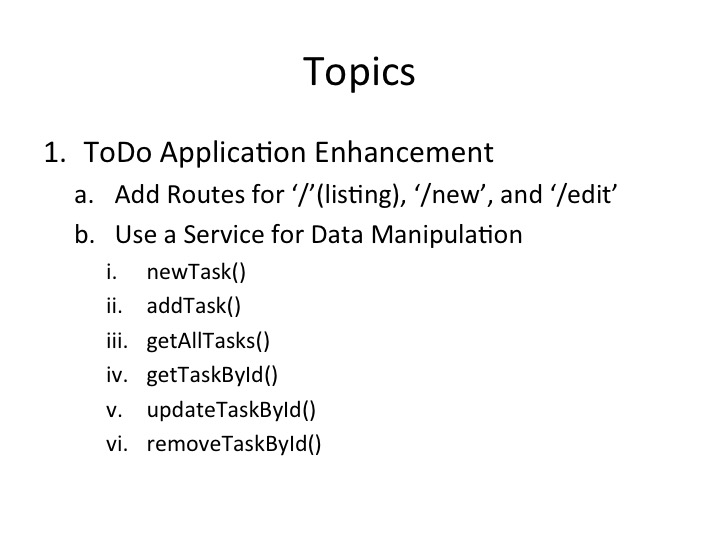 Topics
1. ToDo Application Enhancement
a. Add Routes for ‘/’(listing), ‘/new’, and ‘/edit’
b. Use a Service for Data Manipulation
i. newTask()
ii. addTask()
iii. getAllTasks()
iv. getTaskById()
v. updateTaskById()
vi. removeTaskById()